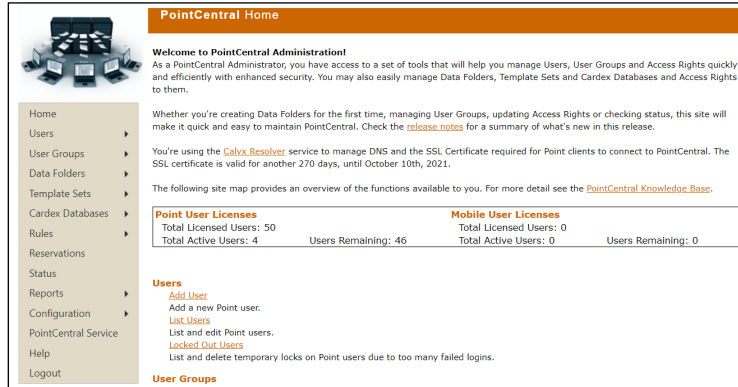 PointCentral Home
Welcome to PointCentral Administration!
As a PointCentral Administrator, you have access to a set of tools that will help you manage Users, User Groups and Access Rights quickly
and efficiently with enhanced security. You may also easily manage Data Folders, Template Sets and Cardex Databases and Access Rights
to them.
Whether you're creating Data Folders for the first time, managing User Groups, updating Access Rights or checking status, this site will
make it quick and easy to maintain PointCentral. Check the release notes for a summary of what's new in this release.
You're using the Calyx Resolver service to manage DNS and the SSL Certificate required for Point clients to connect to PointCentral. The
SSL certificate is valid for another 270 days, until October 10th, 2021.
The following site map provides an overview of the functions available to you. For more detail see the PointCentral Knowledge Base.
Home
Users
User Groups
Data Folders
Template Sets
Cardex Databases
Rules
Reservations
Status
Reports
Configuration
PointCentral Service
Help
Logout
Point User Licenses
Total Licensed Users: 50
Total Active Users: 4 Users Remaining: 46
Mobile User Licenses
Total Licensed Users: 0
Total Active Users: 0 Users Remaining: 0
Users
Add User
Add a new Point user.
List Users
List and edit Point users.
Locked Out Users
List and delete temporary locks on Point users due to too many failed logins.
User Groups